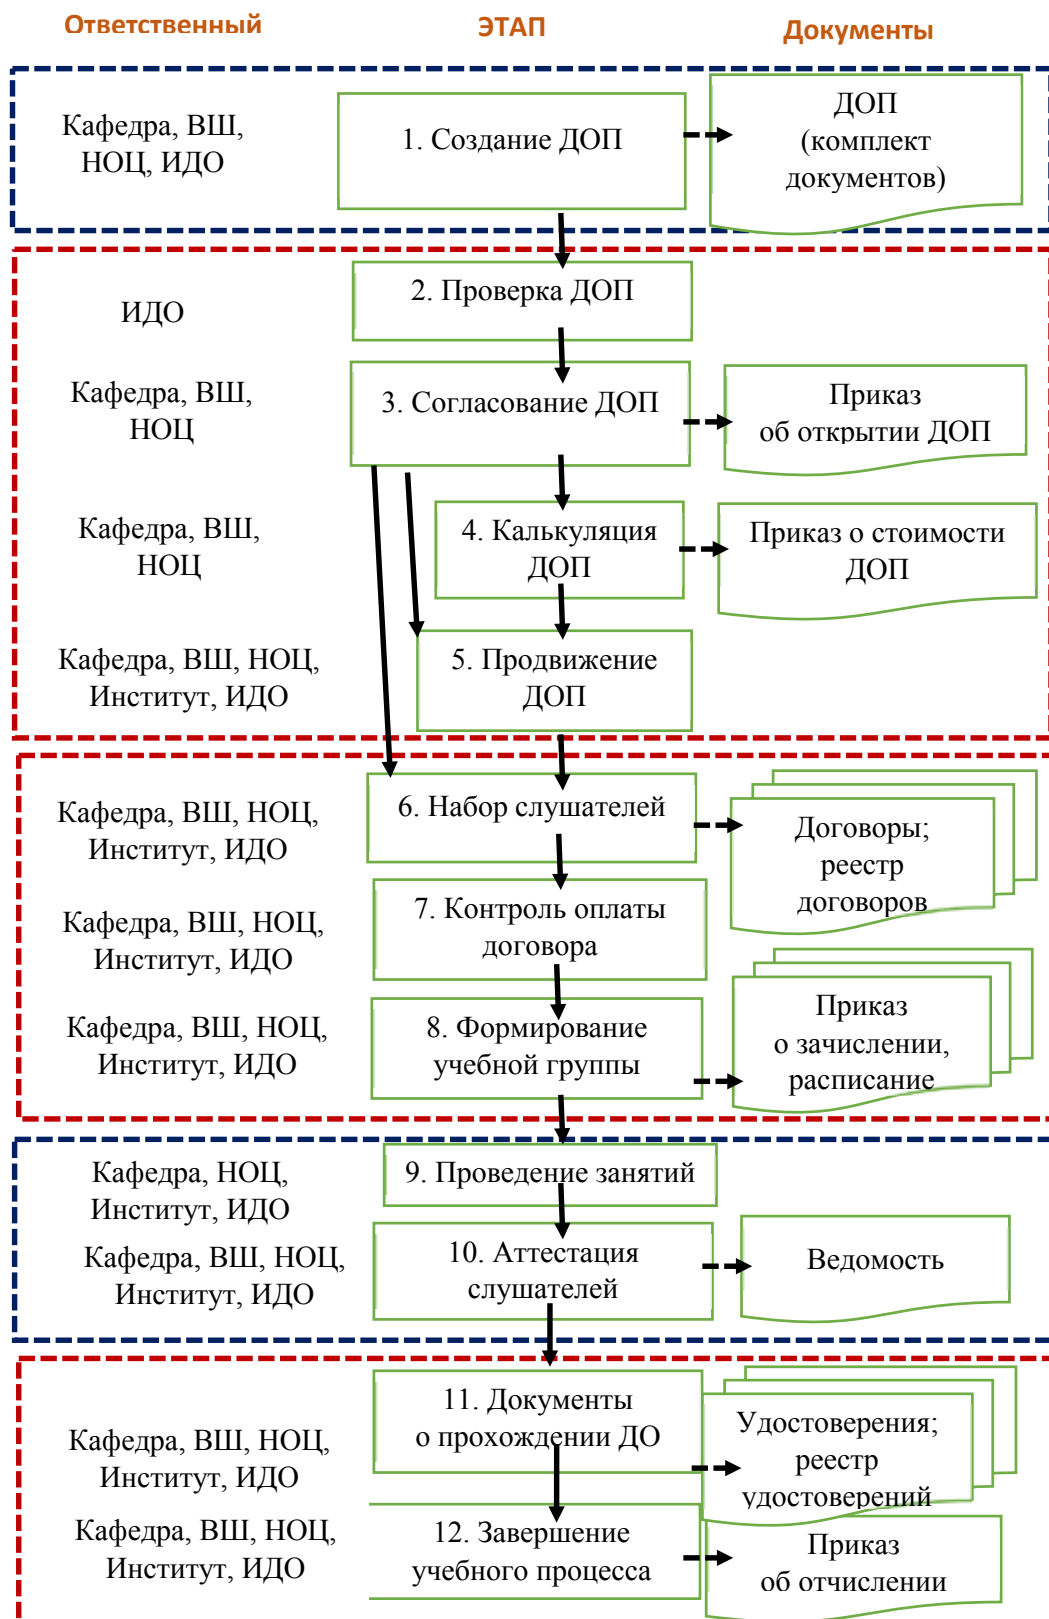 Ответственный
ЭТАП
Документы
Кафедра, ВШ,
НОЦ, ИДО
1. Создание ДОП
ДОП
(комплект
документов)
ИДО
2. Проверка ДОП
Кафедра, ВШ,
НОЦ
3. Согласование ДОП
Приказ
об открытии ДОП
Кафедра, ВШ,
НОЦ
4. Калькуляция
ДОП
Приказ о стоимости
ДОП
Кафедра, ВШ, НОЦ,
Институт, ИДО
5. Продвижение
ДОП
Кафедра, ВШ, НОЦ,
Институт, ИДО
6. Набор слушателей
Договоры;
реестр
договоров
Кафедра, ВШ, НОЦ,
Институт, ИДО
7. Контроль оплаты
договора
Кафедра, ВШ, НОЦ,
Институт, ИДО
8. Формирование
учебной группы
Приказ
о зачислении,
расписание
Кафедра, НОЦ,
Институт, ИДО
9. Проведение занятий
Кафедра, ВШ, НОЦ,
Институт, ИДО
10. Аттестация
слушателей
Ведомость
Кафедра, ВШ, НОЦ,
Институт, ИДО
11. Документы
о прохождении ДО
Удостоверения;
реестр
удостоверений
Кафедра, ВШ, НОЦ,
Институт, ИДО
12. Завершение
учебного процесса
Приказ
об отчислении